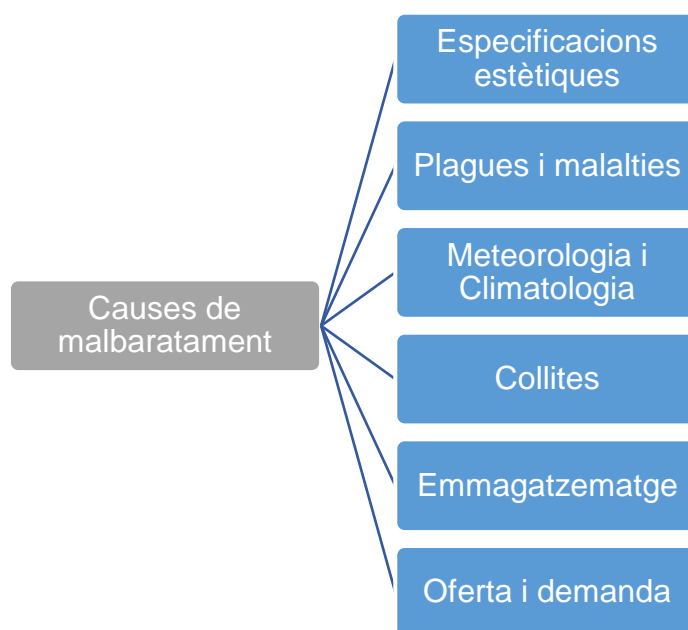 Causes de
malbaratament
Especificacions
estètiques
Plagues i malalties
Meteorologia i
Climatologia
Collites
Emmagatzematge
Oferta i demanda